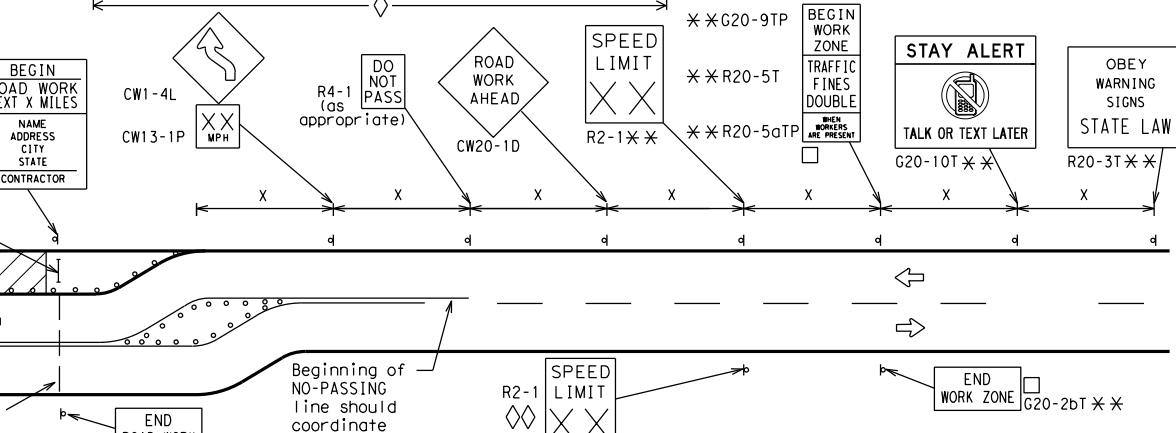 BEGIN
ROAD WORK
NEXT X MILES
NAME
ADDRESS
CITY
STATE
CONTRACTOR
CW1-4L
CW13-1P
X X
MPH
R4-1
(as
appropriate)
DO
NOT
PASS
ROAD
WORK
AHEAD
CW20-1D
SPEED
LIMIT
X X
R2-1**
**G20-9TP
**R20-5T
**R20-5aTP
BEGIN
WORK
ZONE
TRAFFIC
FINES
DOUBLE
WHEN
WORKERS
ARE PRESENT
STAY ALERT
TALK OR TEXT LATER
G20-10T**
OBEY
WARNING
SIGNS
STATE LAW
R20-3T**
X X X X X X X
Beginning of
NO-PASSING
line should
coordinate
R2-1
SPEED
LIMIT
X X
END
WORK ZONE
G20-2bT**
END
ROAD WORK